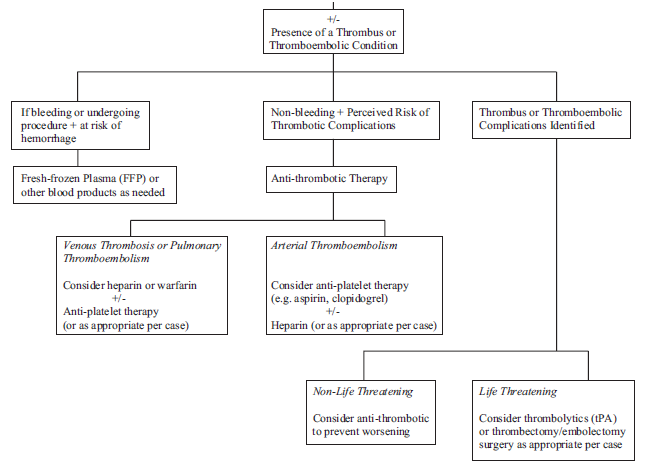 +/-
Presence of a Thrombus or
Thromboembolic Condition
If bleeding or undergoing
procedure + at risk of
hemorrhage
Non-bleeding + Perceived Risk of
Thrombotic Complications
Thrombus or Thromboembolic
Complications Identified
Fresh-frozen Plasma (FFP) or
other blood products as needed
Anti-thrombotic Therapy
Venous Thrombosis or Pulmonary
Thromboembolism
Consider heparin or warfarin
+/-
Anti-platelet therapy
(or as appropriate per case)
Arterial Thromboembolism
Consider anti-platelet therapy
(e.g. aspirin, clopidogrel)
+/-
Heparin (or as appropriate per case)
Non-Life Threatening
Consider anti-thrombotic
to prevent worsening
Life Threatening
Consider thrombolytics (tPA)
or thrombectomy/embolectomy
surgery as appropriate per case